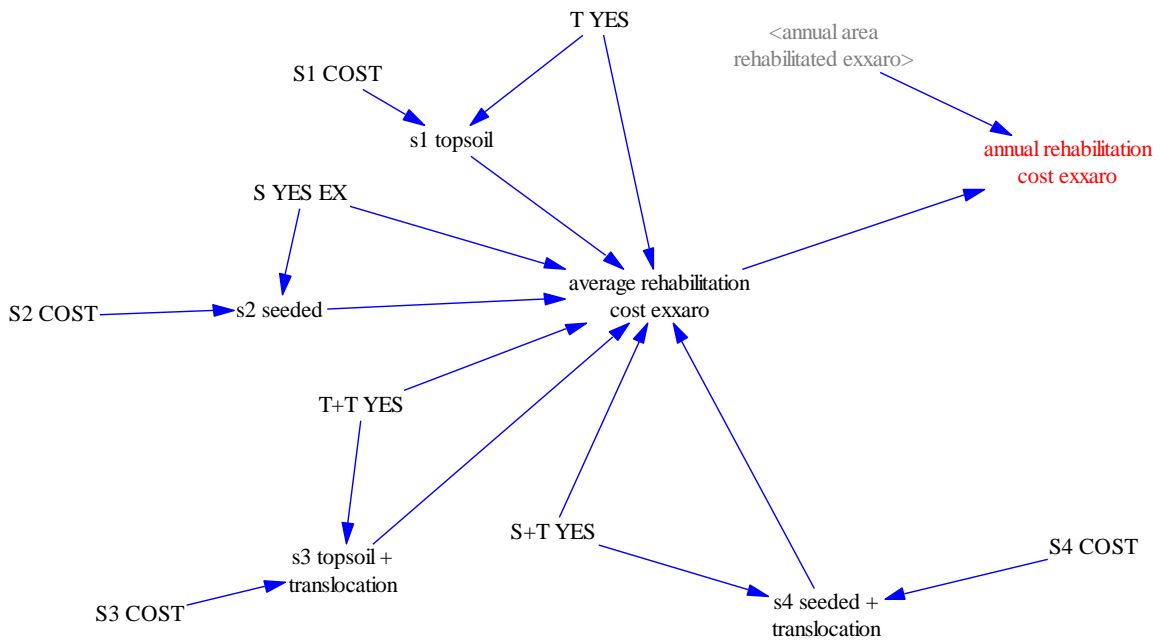 T YES
<annual area
rehabilitated exxaro>
S1 COST
s1 topsoil
annual rehabilitation
cost exxaro
S YES EX
average rehabilitation
cost exxaro
S2 COST
s2 seeded
T+T YES
S+T YES
s3 topsoil +
translocation
S4 COST
S3 COST
s4 seeded +
translocation